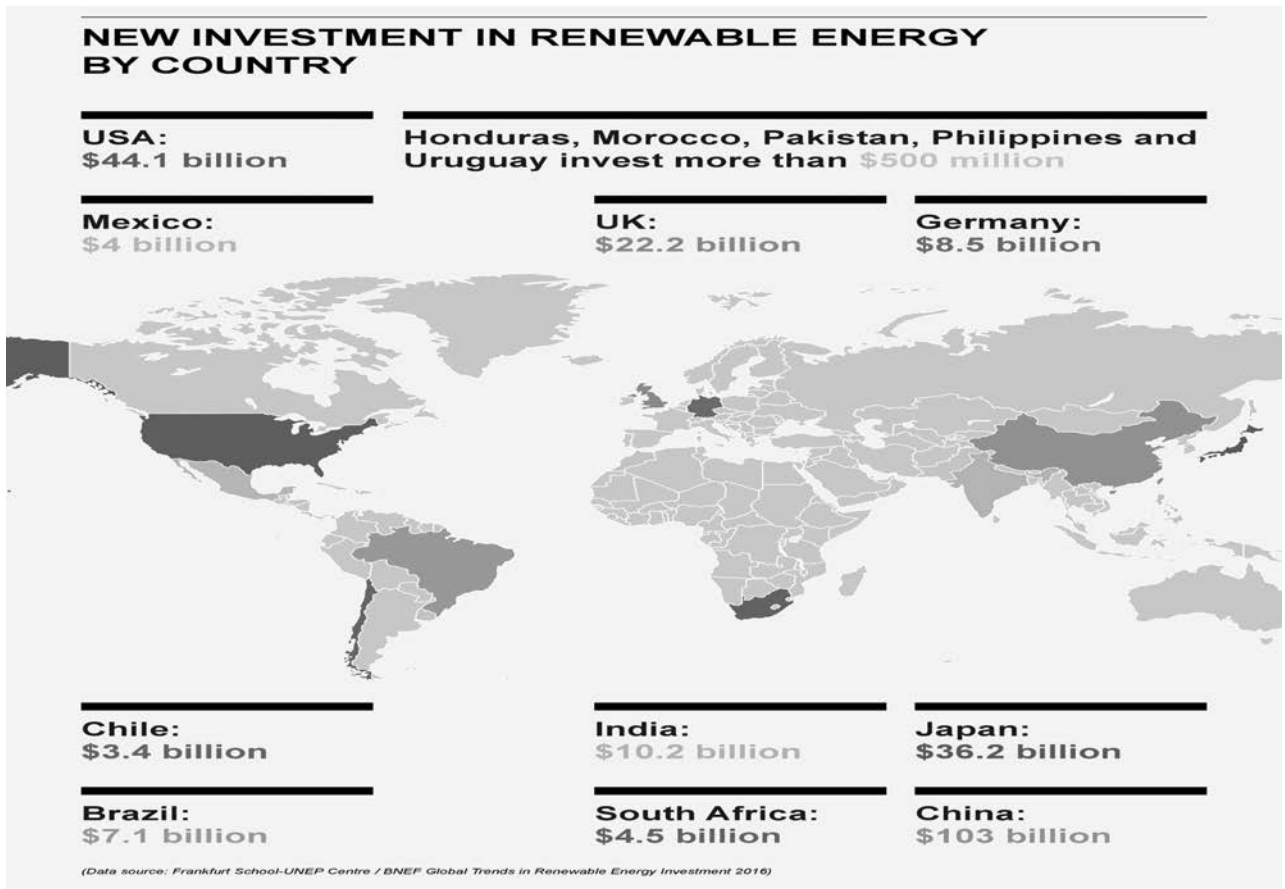 NEW INVESTMENT IN RENEWABLE ENERGY
BY COUNTRY
USA:
$44.1 billion
Honduras, Morocco, Pakistan, Philippines and
Uruguay invest more than $500 million
Mexico:
$4 billion
UK:
$22.2 billion
Germany:
$8.5 billion
Chile:
$3.4 billion
India:
$10.2 billion
Japan:
$36.2 billion
Brazil:
$7.1 billion
South Africa:
$4.5 billion
China:
$103 billion
(Data source: Frankfurt School-UNEP Centre / BNEF Global Trends in Renewable Energy Investment 2016)